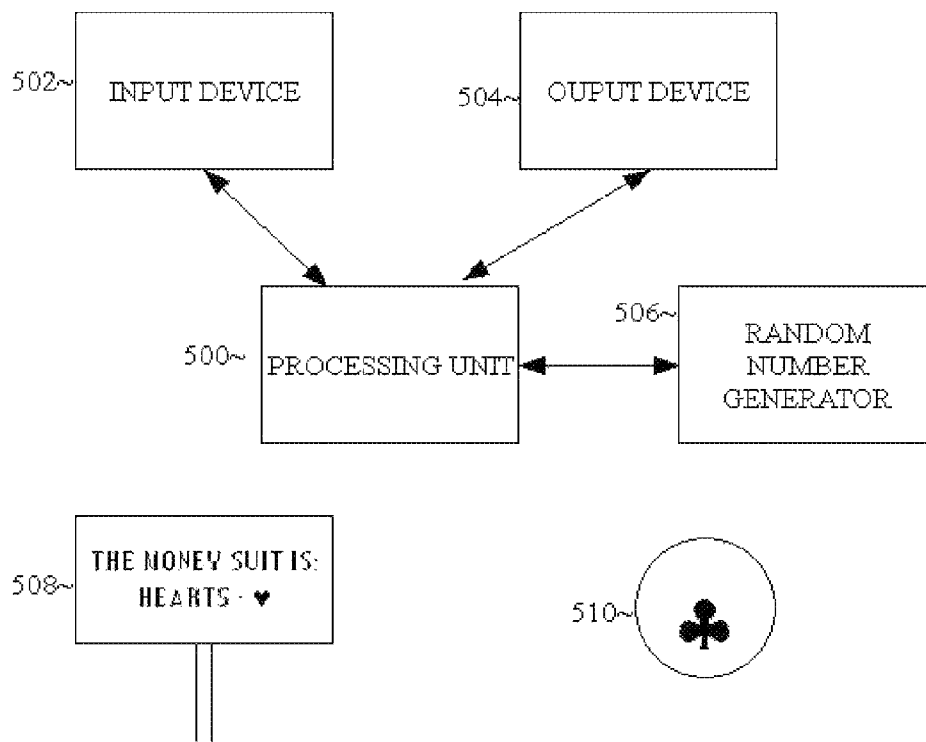 502~
INPUT DEVICE
504~
OUPUT DEVICE
500~
PROCESSING UNIT
506~
RANDOM
NUMBER
GENERATOR
508~
THE MONEY SUIT IS:
HEARTS - ♥
510~